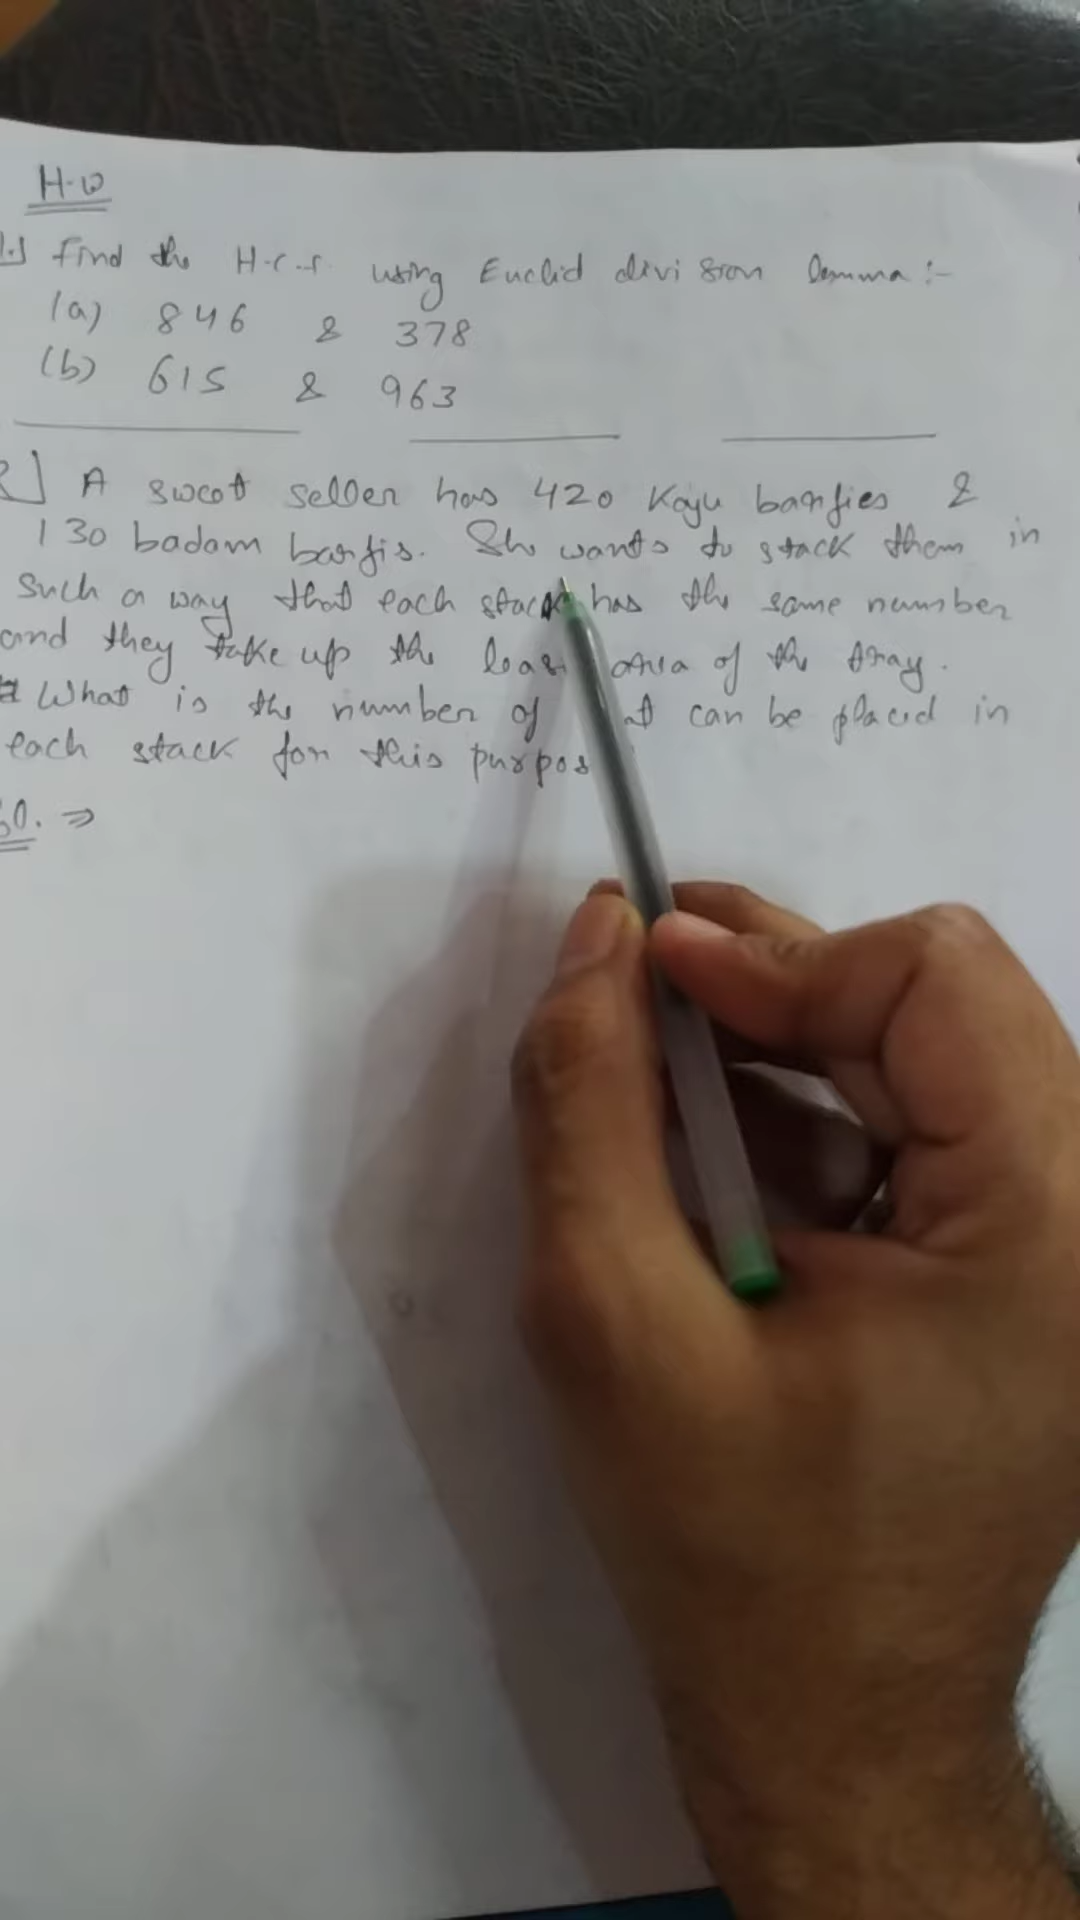 H.W
1.] Find the H.C.F. using Euclid division lemma :-
(a) 846 & 378
(b) 615 & 963
2] A sweet seller has 420 Kaju barfies &
130 badam barfis. She wants to stack them in
such a way that each stack has the same number
and they take up the least area of the tray.
What is the number of can be placed in
each stack for this purpos
So. ⇒